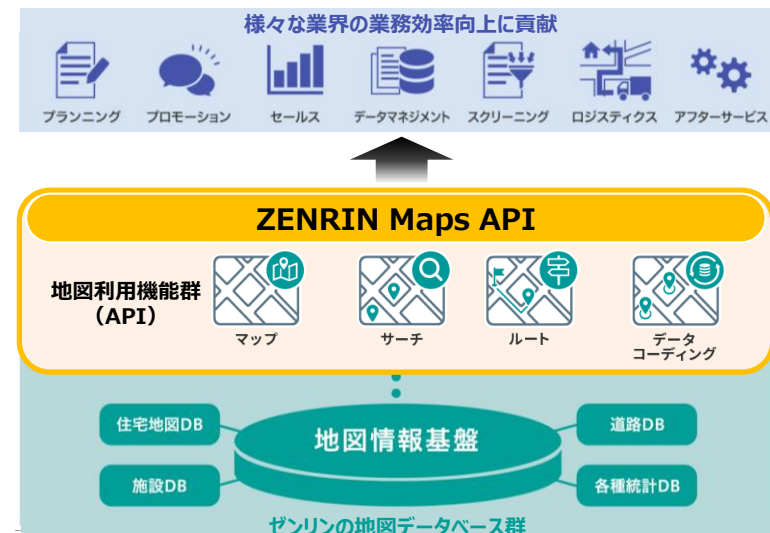 様々な業界の業務効率向上に貢献
プランニング
プロモーション
セールス
データマネジメント
スクリーニング
ロジスティクス
アフターサービス
ZENRIN Maps API
地図利用機能群
（API）
マップ
サーチ
ルート
データ
コーディング
住宅地図DB
道路DB
地図情報基盤
施設DB
各種統計DB
ゼンリンの地図データベース群